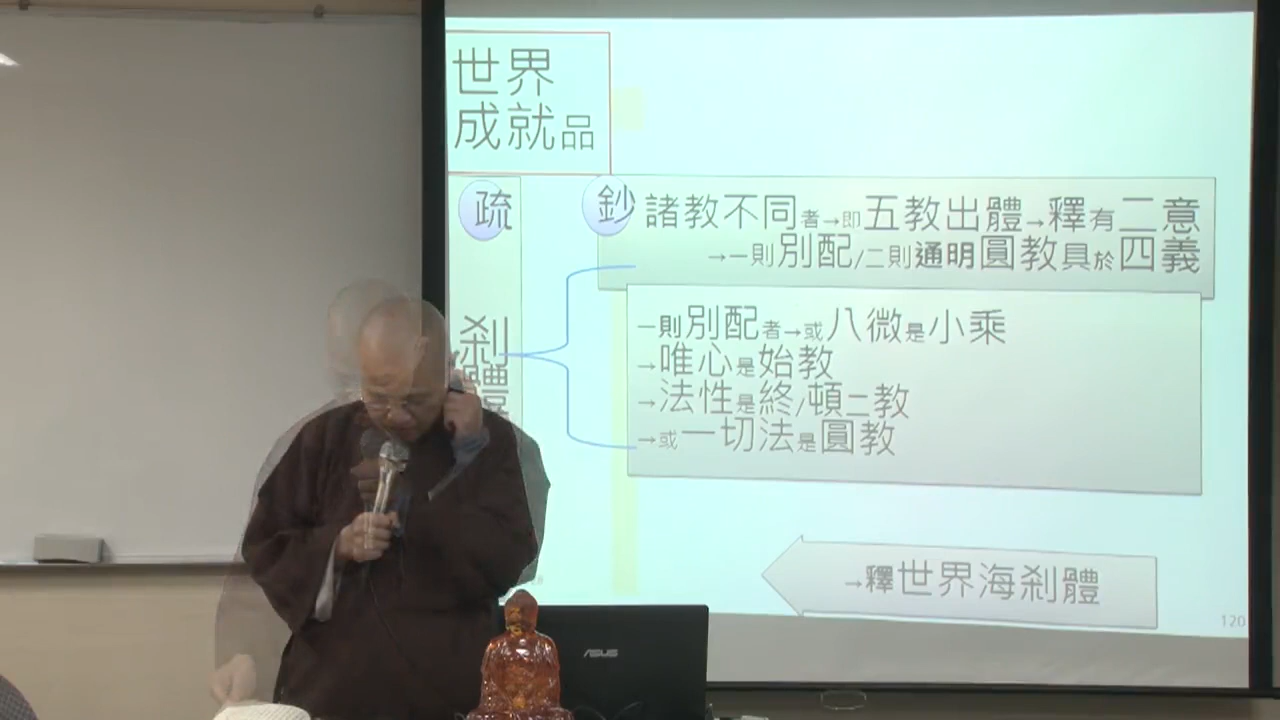 世界
成就品
疏
剎
體
鈔 諸教不同者→即五教出體→釋有二意
→一則別配/二則通明圓教具於四義
一則別配者→或八微是小乘
→唯心是始教
→法性是終/頓二教
→或一切法是圓教
→釋世界海剎體
120
ASUS